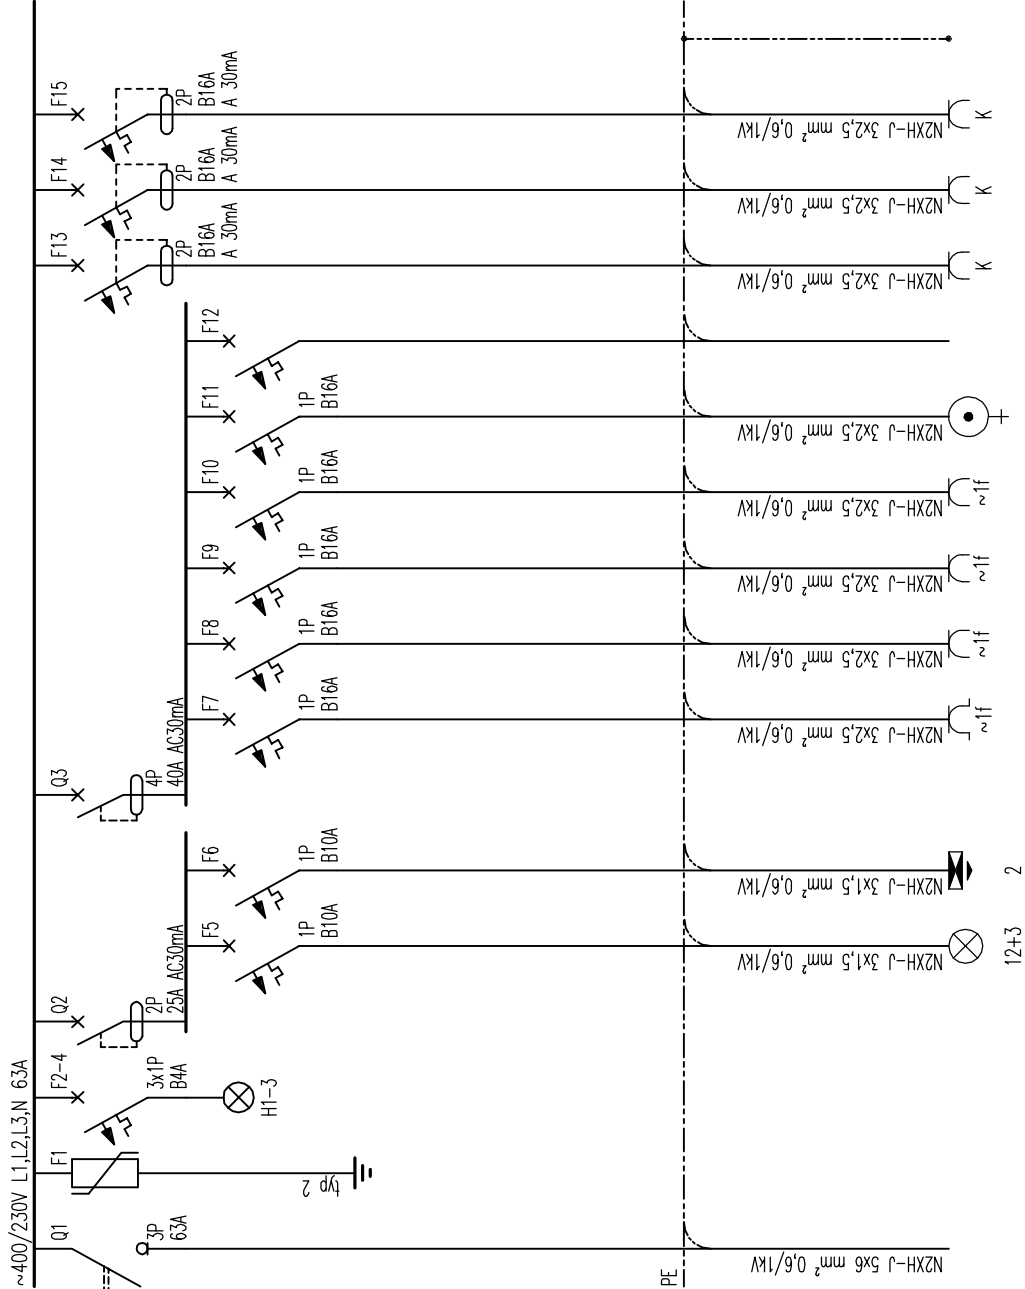 ~400/230V L1,L2,L3,N 63A
Q1
3P
63A
N2XH-J 5x6 mm² 0,6/1kV
PE
F1
typ 2
F2-4
3x1P
B4A
H1-3
Q2
2P
25A AC30mA
F5
1P
B10A
N2XH-J 3x1,5 mm² 0,6/1kV
12+3
F6
1P
B10A
N2XH-J 3x1,5 mm² 0,6/1kV
2
Q3
4P
40A AC30mA
F7
1P
B16A
N2XH-J 3x2,5 mm² 0,6/1kV
~1f
F8
1P
B16A
N2XH-J 3x2,5 mm² 0,6/1kV
~1f
F9
1P
B16A
N2XH-J 3x2,5 mm² 0,6/1kV
~1f
F10
1P
B16A
N2XH-J 3x2,5 mm² 0,6/1kV
~1f
F11
1P
B16A
N2XH-J 3x2,5 mm² 0,6/1kV
F12
F13
2P
B16A
A 30mA
N2XH-J 3x2,5 mm² 0,6/1kV
K
F14
2P
B16A
A 30mA
N2XH-J 3x2,5 mm² 0,6/1kV
K
F15
2P
B16A
A 30mA
N2XH-J 3x2,5 mm² 0,6/1kV
K